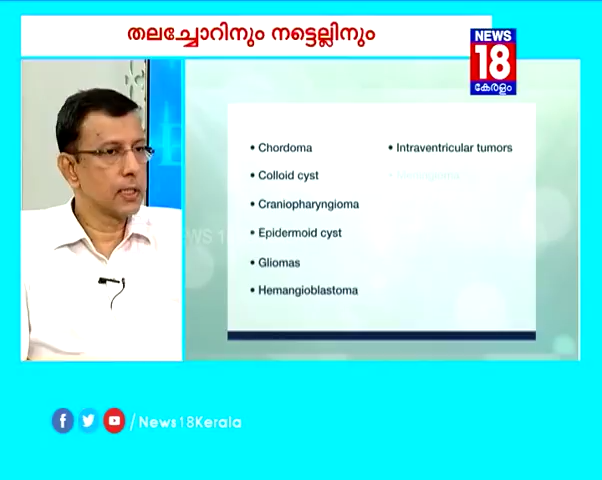 തലച്ചോറിനും നട്ടെല്ലിനും
NEWS
18
കേരളം
• Chordoma
• Colloid cyst
• Craniopharyngioma
• Epidermoid cyst
• Gliomas
• Hemangioblastoma
• Intraventricular tumors
/News18Kerala